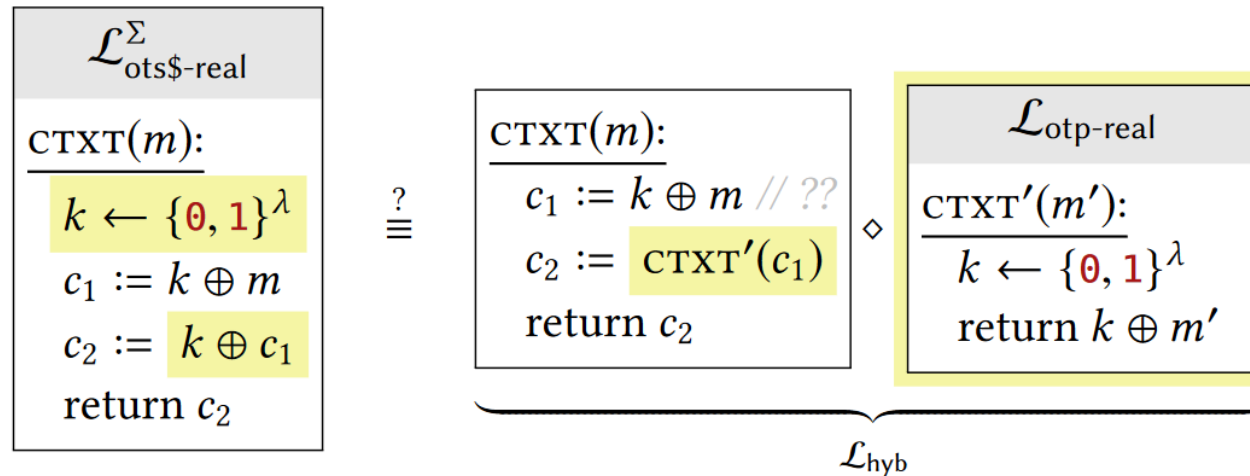 ℒ^Σ_ots$-real
CTXT(m):
k ← {0, 1}^λ
c₁ := k ⊕ m
c₂ := k ⊕ c₁
return c₂
?
≡
CTXT(m):
c₁ := k ⊕ m // ??
c₂ := CTXT′(c₁)
return c₂
⋄
ℒ_otp-real
CTXT′(m′):
k ← {0, 1}^λ
return k ⊕ m′
ℒ_hyb